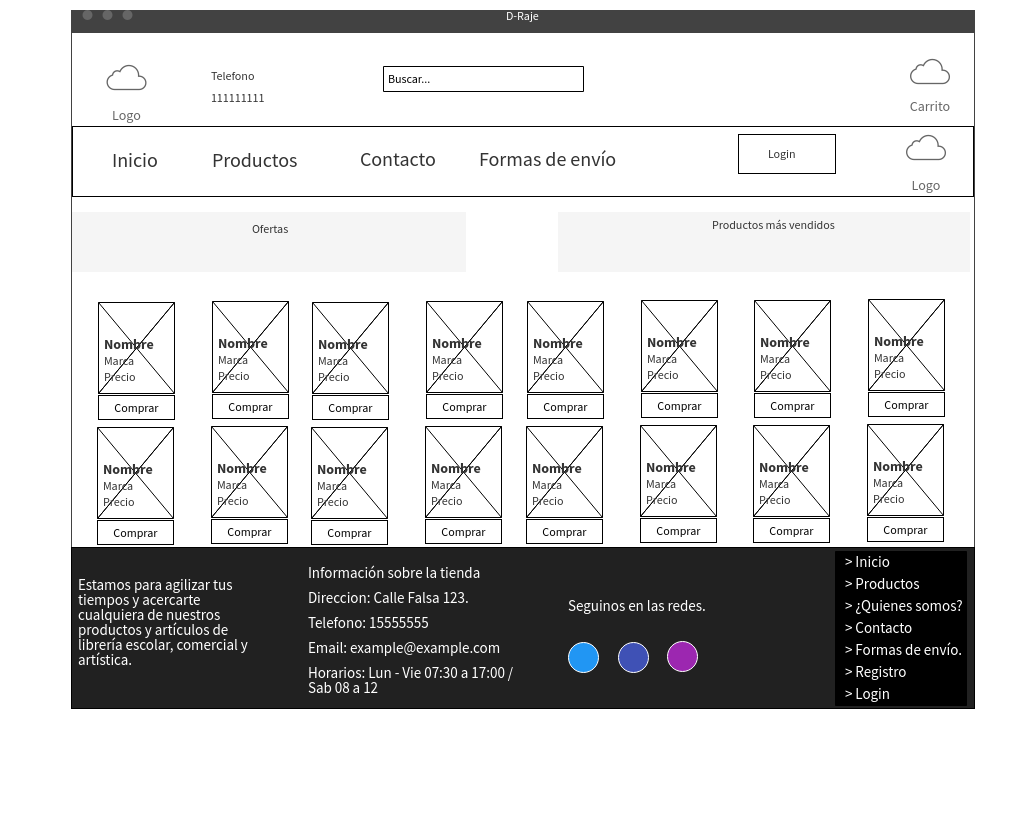 D-Raje
Logo
Telefono
111111111
Buscar...
Carrito
Inicio
Productos
Contacto
Formas de envío
Login
Logo
Ofertas
Productos más vendidos
Nombre
Marca
Precio
Comprar
Nombre
Marca
Precio
Comprar
Nombre
Marca
Precio
Comprar
Nombre
Marca
Precio
Comprar
Nombre
Marca
Precio
Comprar
Nombre
Marca
Precio
Comprar
Nombre
Marca
Precio
Comprar
Nombre
Marca
Precio
Comprar
Nombre
Marca
Precio
Comprar
Nombre
Marca
Precio
Comprar
Nombre
Marca
Precio
Comprar
Nombre
Marca
Precio
Comprar
Nombre
Marca
Precio
Comprar
Nombre
Marca
Precio
Comprar
Nombre
Marca
Precio
Comprar
Nombre
Marca
Precio
Comprar
Estamos para agilizar tus
tiempos y acercarte
cualquiera de nuestros
productos y artículos de
librería escolar, comercial y
artística.
Información sobre la tienda
Direccion: Calle Falsa 123.
Telefono: 15555555
Email: example@example.com
Horarios: Lun - Vie 07:30 a 17:00 /
Sab 08 a 12
Seguinos en las redes.
> Inicio
> Productos
> ¿Quienes somos?
> Contacto
> Formas de envío.
> Registro
> Login